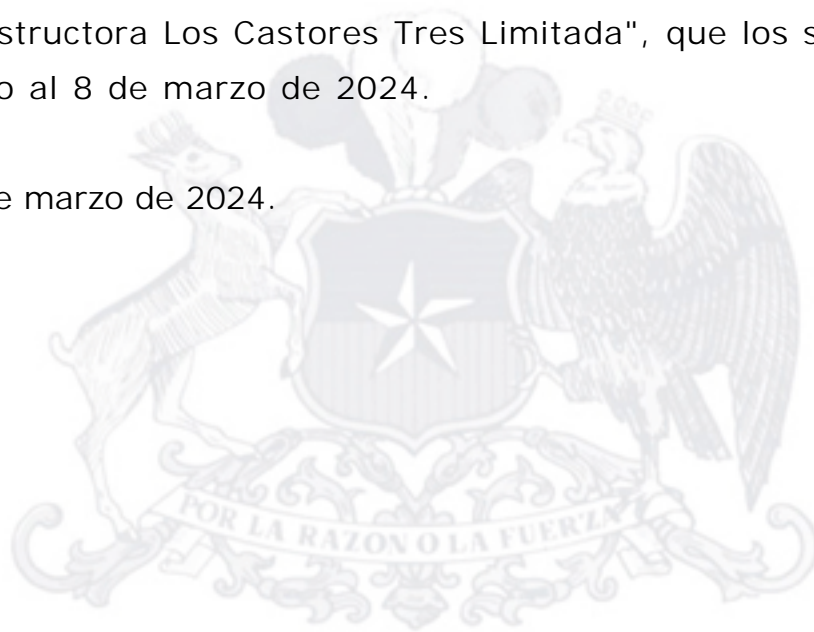 structora Los Castores Tres Limitada", que los s
o al 8 de marzo de 2024.
e marzo de 2024.
POR LA RAZON O LA FUERZA